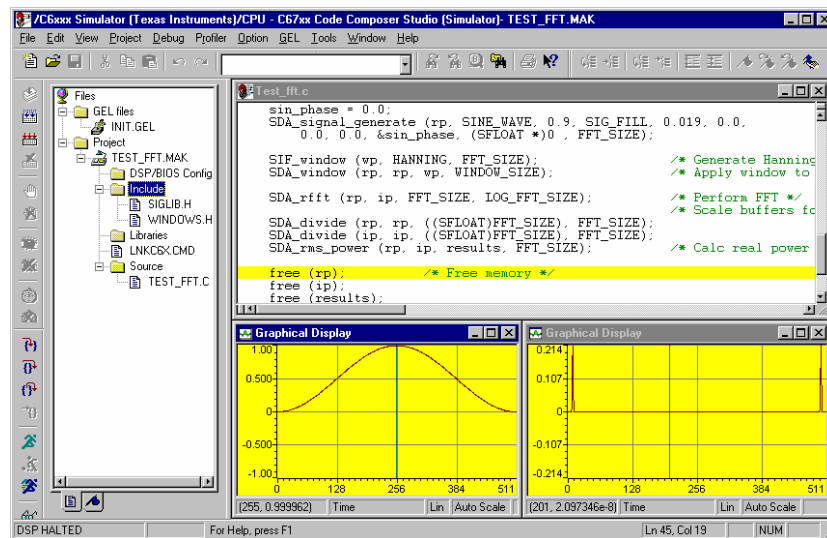 /C6xxx Simulator (Texas Instruments)/CPU - C67xx Code Composer Studio (Simulator)- TEST_FFT.MAK
File Edit View Project Debug Profiler Option GEL Tools Window Help
Files
GEL files
INIT.GEL
Project
TEST_FFT.MAK
DSP/BIOS Config
Include
SIGLIB.H
WINDOWS.H
Libraries
LNKC6X.CMD
Source
TEST_FFT.C
Test_fft.c
sin_phase = 0.0;
SDA_signal_generate (rp, SINE_WAVE, 0.9, SIG_FILL, 0.019, 0.0,
0.0, 0.0, &sin_phase, (SFLOAT *)0 , FFT_SIZE);
SIF_window (wp, HANNING, FFT_SIZE); /* Generate Hanning
SDA_window (rp, rp, wp, WINDOW_SIZE); /* Apply window to
SDA_rfft (rp, ip, FFT_SIZE, LOG_FFT_SIZE); /* Perform FFT */
/* Scale buffers fo
SDA_divide (rp, rp, ((SFLOAT)FFT_SIZE), FFT_SIZE);
SDA_divide (ip, ip, ((SFLOAT)FFT_SIZE), FFT_SIZE);
SDA_rms_power (rp, ip, results, FFT_SIZE); /* Calc real power
free (rp); /* Free memory */
free (ip);
free (results);
Graphical Display
1.00
0.500
0
-0.500
-1.00
0 128 256 384 511
(255, 0.999962) Time Lin Auto Scale
Graphical Display
0.214
0.107
0
-0.107
-0.214
0 128 256 384 511
(201, 2.097346e-8) Time Lin Auto Scale
DSP HALTED For Help, press F1 Ln 45, Col 19 NUM